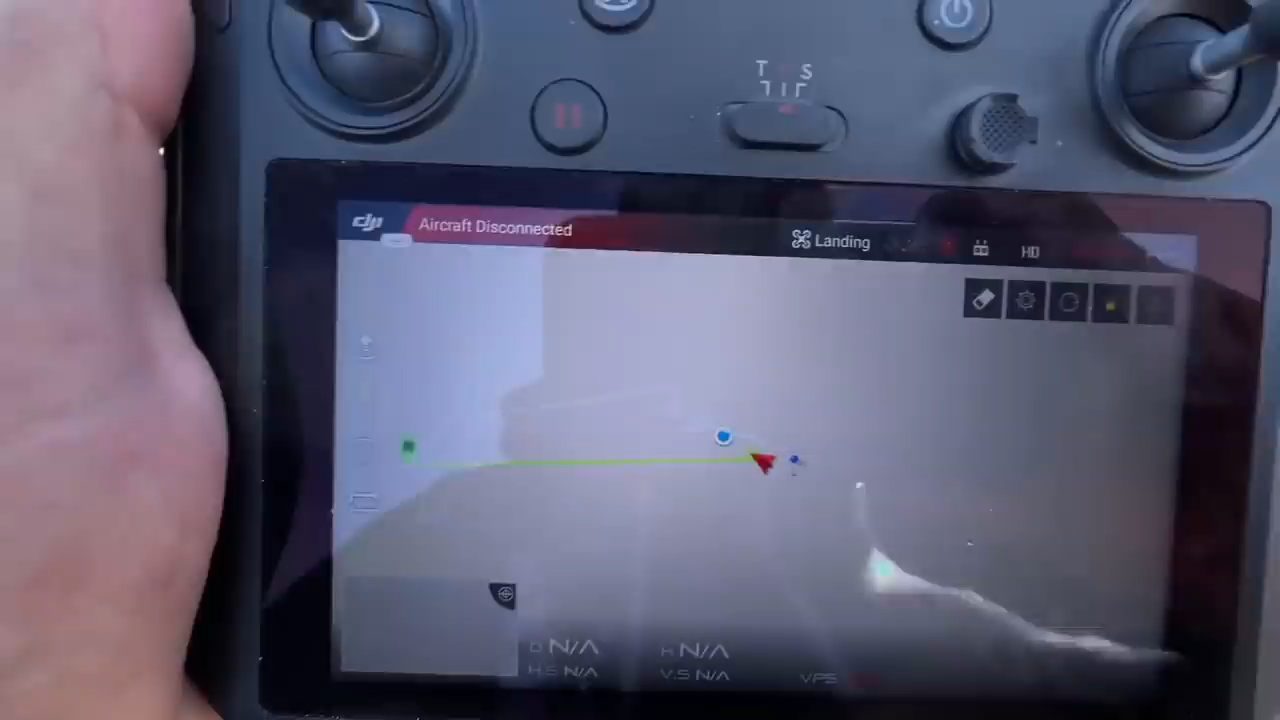 T S
dji
Aircraft Disconnected
Landing
HD
D N/A
H N/A
H.S N/A
V.S N/A
VPS